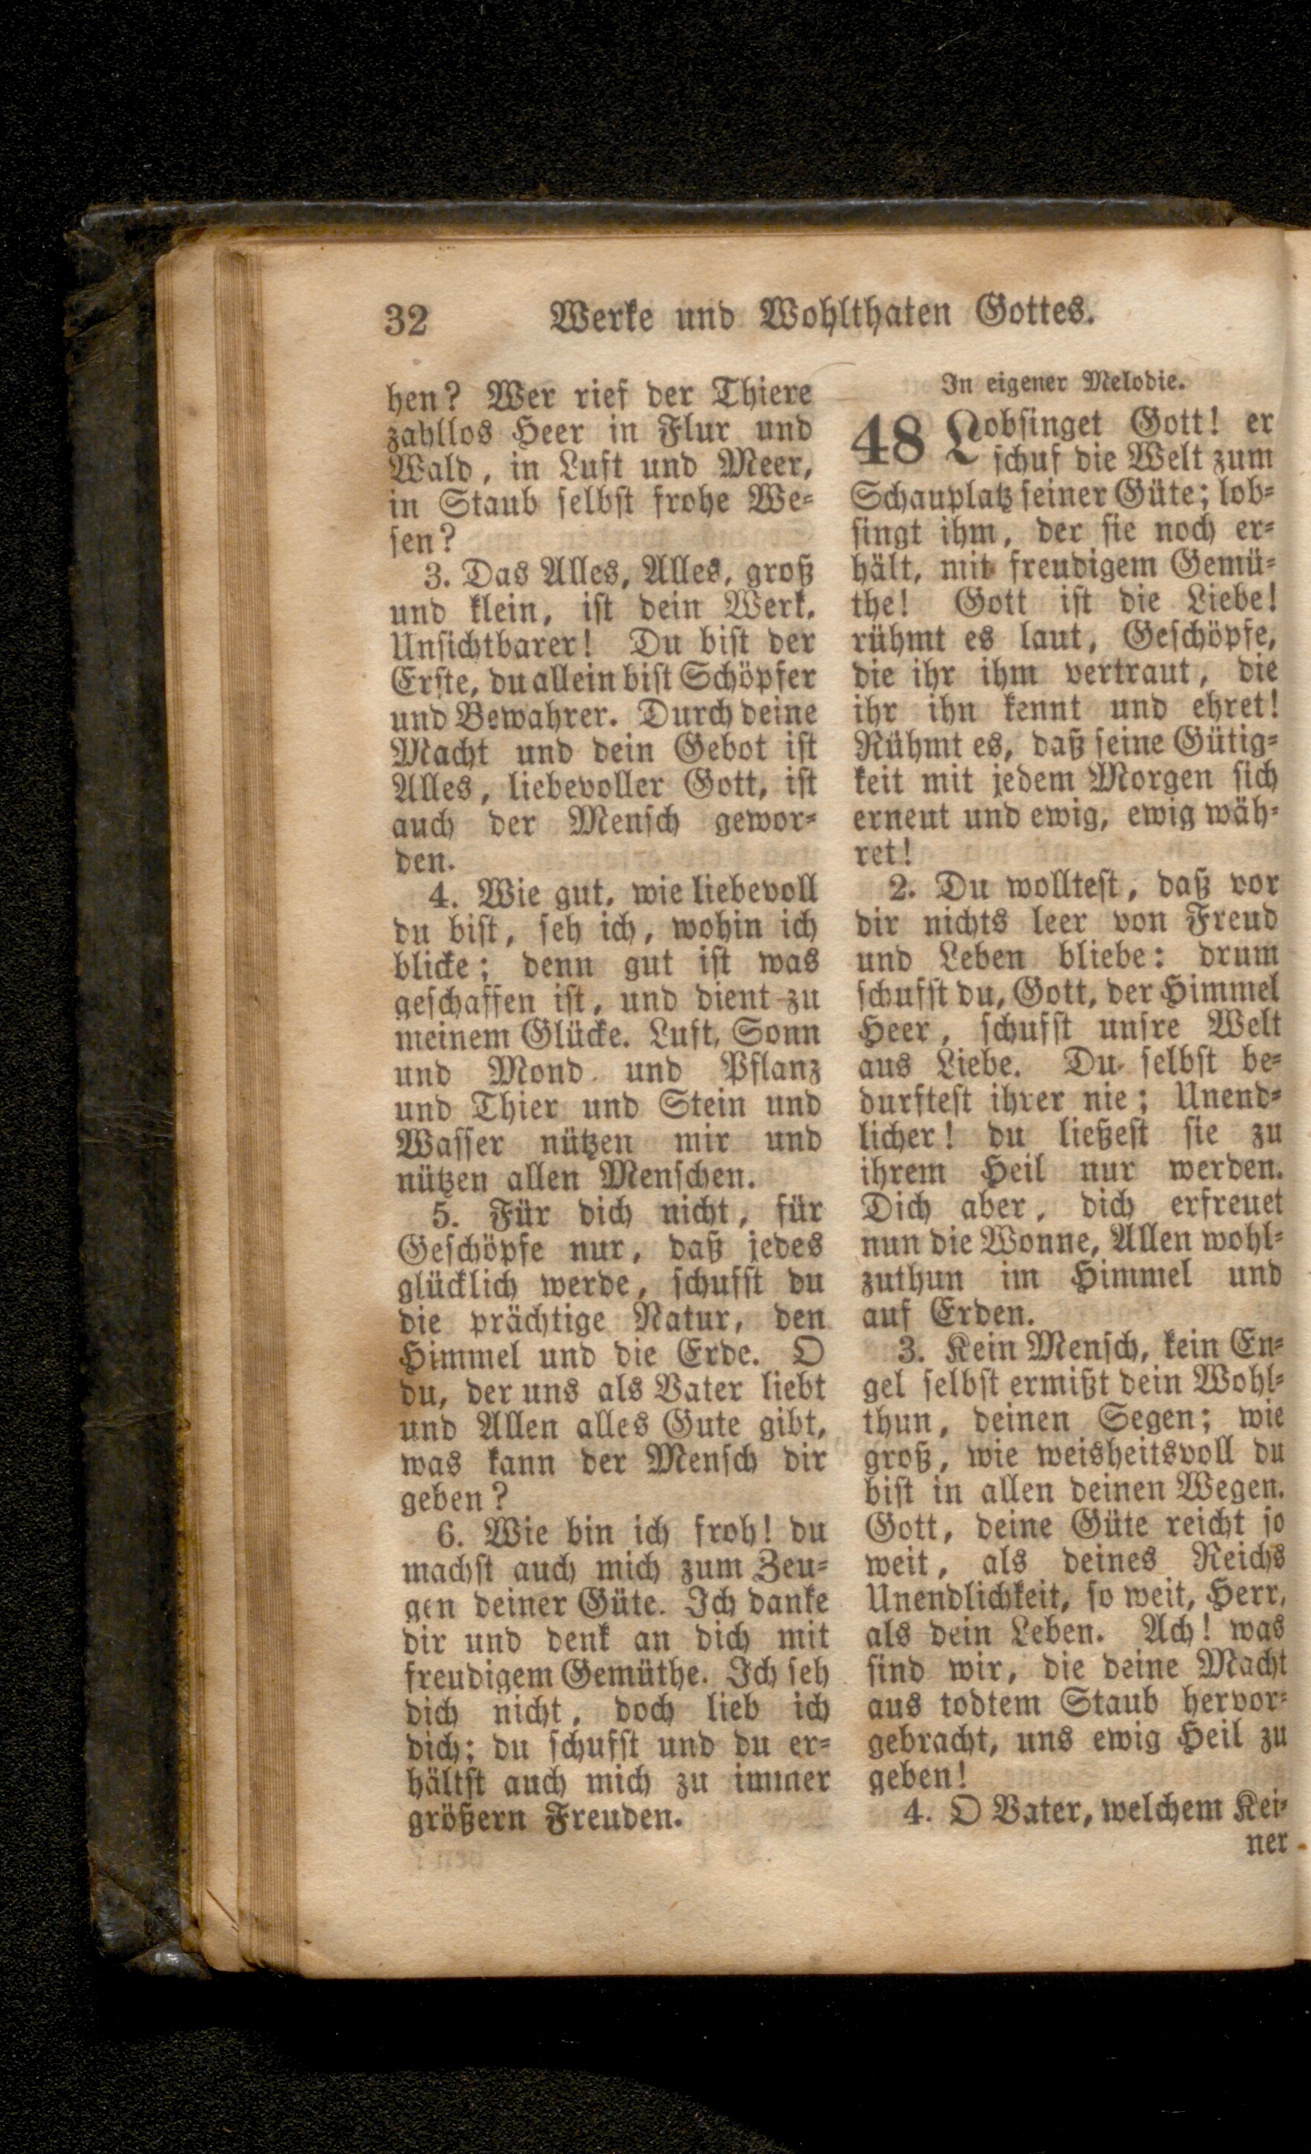 32 Werke und Wohlthaten Gottes.
hen? Wer rief der Thiere
zahllos Heer in Flur und
Wald, in Luft und Meer,
in Staub selbst frohe We-
sen?
3. Das Alles, Alles, groß
und klein, ist dein Werk,
Unsichtbarer! Du bist der
Erste, du allein bist Schöpfer
und Bewahrer. Durch deine
Macht und dein Gebot ist
Alles, liebevoller Gott, ist
auch der Mensch gewor-
den.
4. Wie gut, wie liebevoll
du bist, seh ich, wohin ich
blicke; denn gut ist was
geschaffen ist, und dient zu
meinem Glücke. Luft, Sonn
und Mond und Pflanz
und Thier und Stein und
Wasser nützen mir und
nützen allen Menschen.
5. Für dich nicht, für
Geschöpfe nur, daß jedes
glücklich werde, schufst du
die prächtige Natur, den
Himmel und die Erde. O
du, der uns als Vater liebt
und Allen alles Gute gibt,
was kann der Mensch dir
geben?
6. Wie bin ich froh! du
machst auch mich zum Zeu-
gen deiner Güte. Ich danke
dir und denk an dich mit
freudigem Gemüthe. Ich seh
dich nicht, doch lieb ich
dich; du schufst und du er-
hältst auch mich zu immer
größern Freuden.
In eigener Melodie.
48 Lobsinget Gott! er
schuf die Welt zum
Schauplatz seiner Güte; lob-
singt ihm, der sie noch er-
hält, mit freudigem Gemü-
the! Gott ist die Liebe!
rühmt es laut, Geschöpfe,
die ihr ihm vertraut, die
ihr ihn kennt und ehret!
Rühmt es, daß seine Gütig-
keit mit jedem Morgen sich
erneut und ewig, ewig wäh-
ret!
2. Du wolltest, daß vor
dir nichts leer von Freud
und Leben bliebe: drum
schufst du, Gott, der Himmel
Heer, schufst unsre Welt
aus Liebe. Du selbst be-
durftest ihrer nie; Unend-
licher! du ließest sie zu
ihrem Heil nur werden.
Dich aber, dich erfreuet
nun die Wonne, Allen wohl-
zuthun im Himmel und
auf Erden.
3. Kein Mensch, kein En-
gel selbst ermißt dein Wohl-
thun, deinen Segen; wie
groß, wie weisheitsvoll du
bist in allen deinen Wegen.
Gott, deine Güte reicht so
weit, als deines Reichs
Unendlichkeit, so weit, Herr,
als dein Leben. Ach! was
sind wir, die deine Macht
aus todtem Staub hervor-
gebracht, uns ewig Heil zu
geben!
4. O Vater, welchem Kei-
ner